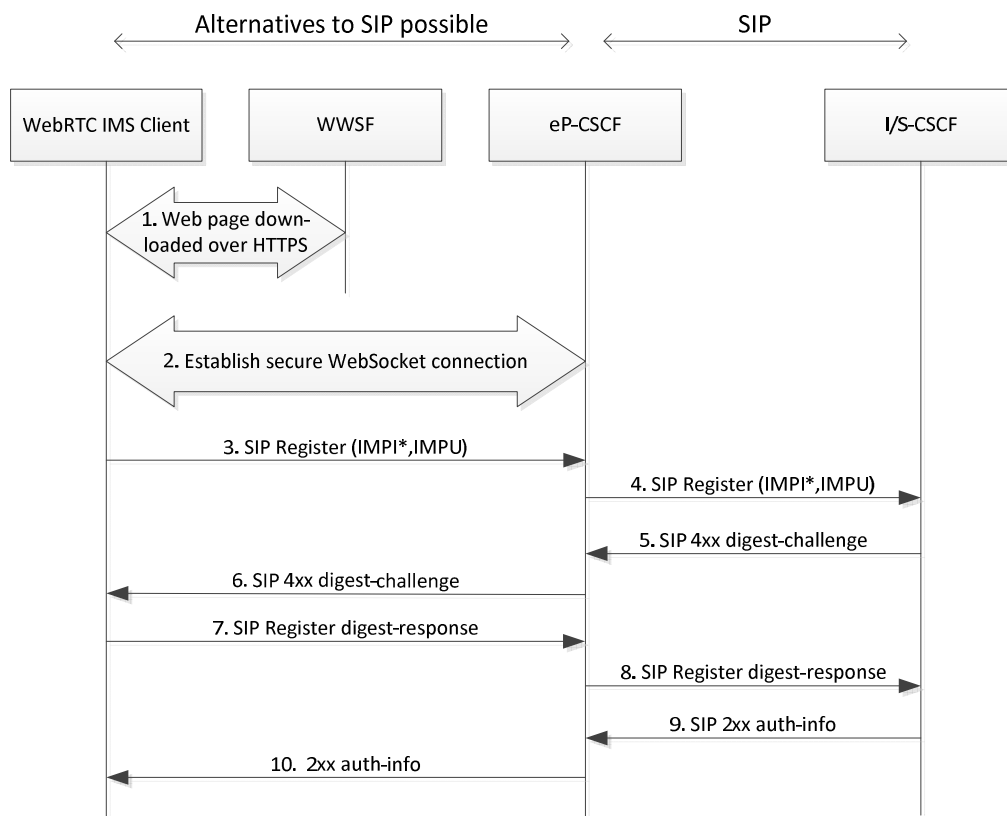 Alternatives to SIP possible
SIP
WebRTC IMS Client
WWSF
eP-CSCF
I/S-CSCF
1. Web page down-
loaded over HTTPS
2. Establish secure WebSocket connection
3. SIP Register (IMPI*,IMPU)
4. SIP Register (IMPI*,IMPU)
5. SIP 4xx digest-challenge
6. SIP 4xx digest-challenge
7. SIP Register digest-response
8. SIP Register digest-response
9. SIP 2xx auth-info
10. 2xx auth-info